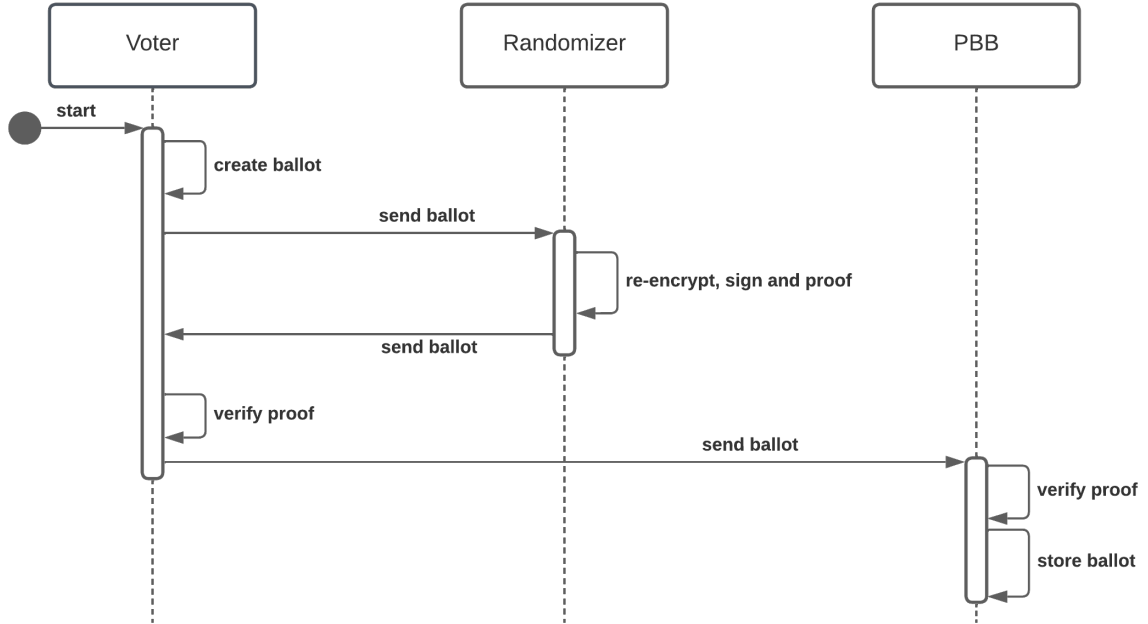 Voter
Randomizer
PBB
start
create ballot
send ballot
re-encrypt, sign and proof
send ballot
verify proof
send ballot
verify proof
store ballot